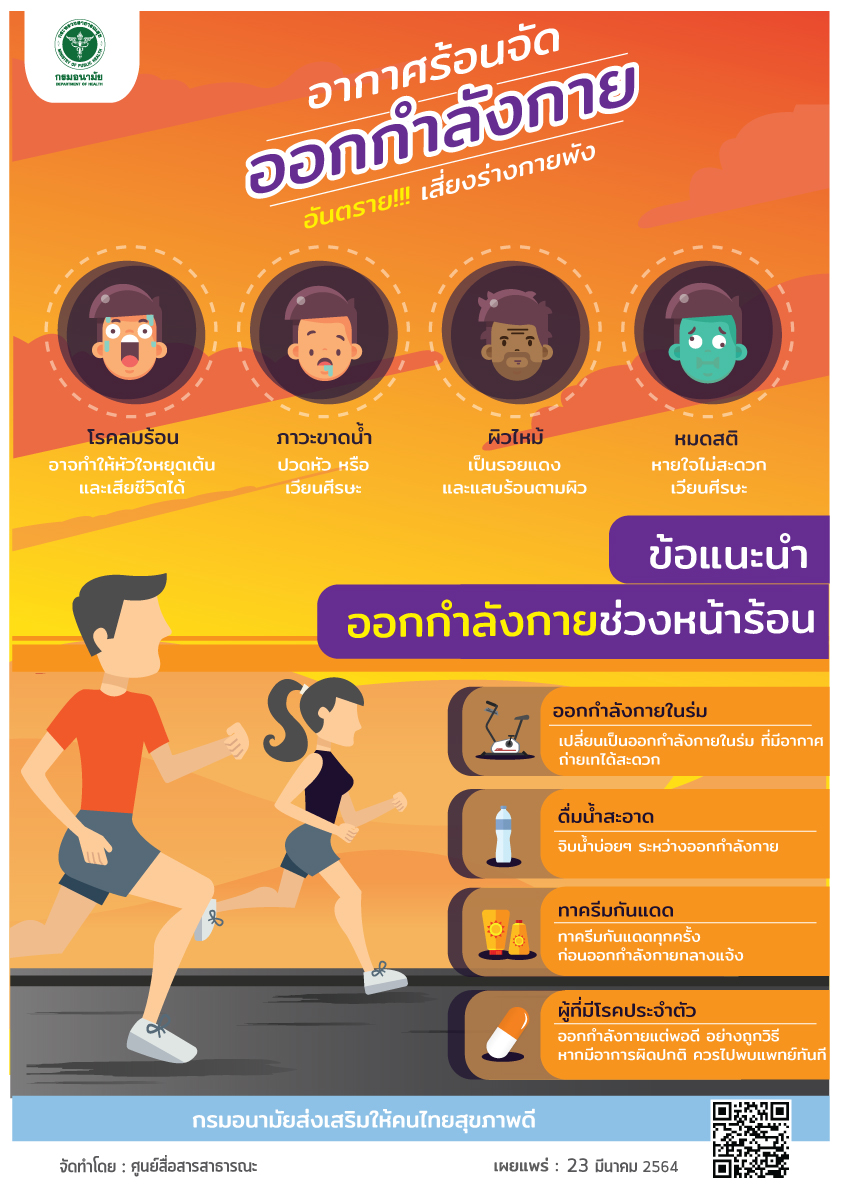 กระทรวงสาธารณสุข
MINISTRY OF PUBLIC HEALTH
กรมอนามัย
DEPARTMENT OF HEALTH
อากาศร้อนจัด
ออกกำลังกาย
อันตราย!!! เสี่ยงร่างกายพัง
โรคลมร้อน
อาจทำให้หัวใจหยุดเต้น
และเสียชีวิตได้
ภาวะขาดน้ำ
ปวดหัว หรือ
เวียนศีรษะ
ผิวไหม้
เป็นรอยแดง
และแสบร้อนตามผิว
หมดสติ
หายใจไม่สะดวก
เวียนศีรษะ
ข้อแนะนำ
ออกกำลังกายช่วงหน้าร้อน
ออกกำลังกายในร่ม
เปลี่ยนเป็นออกกำลังกายในร่ม ที่มีอากาศ
ถ่ายเทได้สะดวก
ดื่มน้ำสะอาด
จิบน้ำบ่อยๆ ระหว่างออกกำลังกาย
ทาครีมกันแดด
ทาครีมกันแดดทุกครั้ง
ก่อนออกกำลังกายกลางแจ้ง
ผู้ที่มีโรคประจำตัว
ออกกำลังกายแต่พอดี อย่างถูกวิธี
หากมีอาการผิดปกติ ควรไปพบแพทย์ทันที
กรมอนามัยส่งเสริมให้คนไทยสุขภาพดี
จัดทำโดย : ศูนย์สื่อสารสาธารณะ
เผยแพร่ : 23 มีนาคม 2564